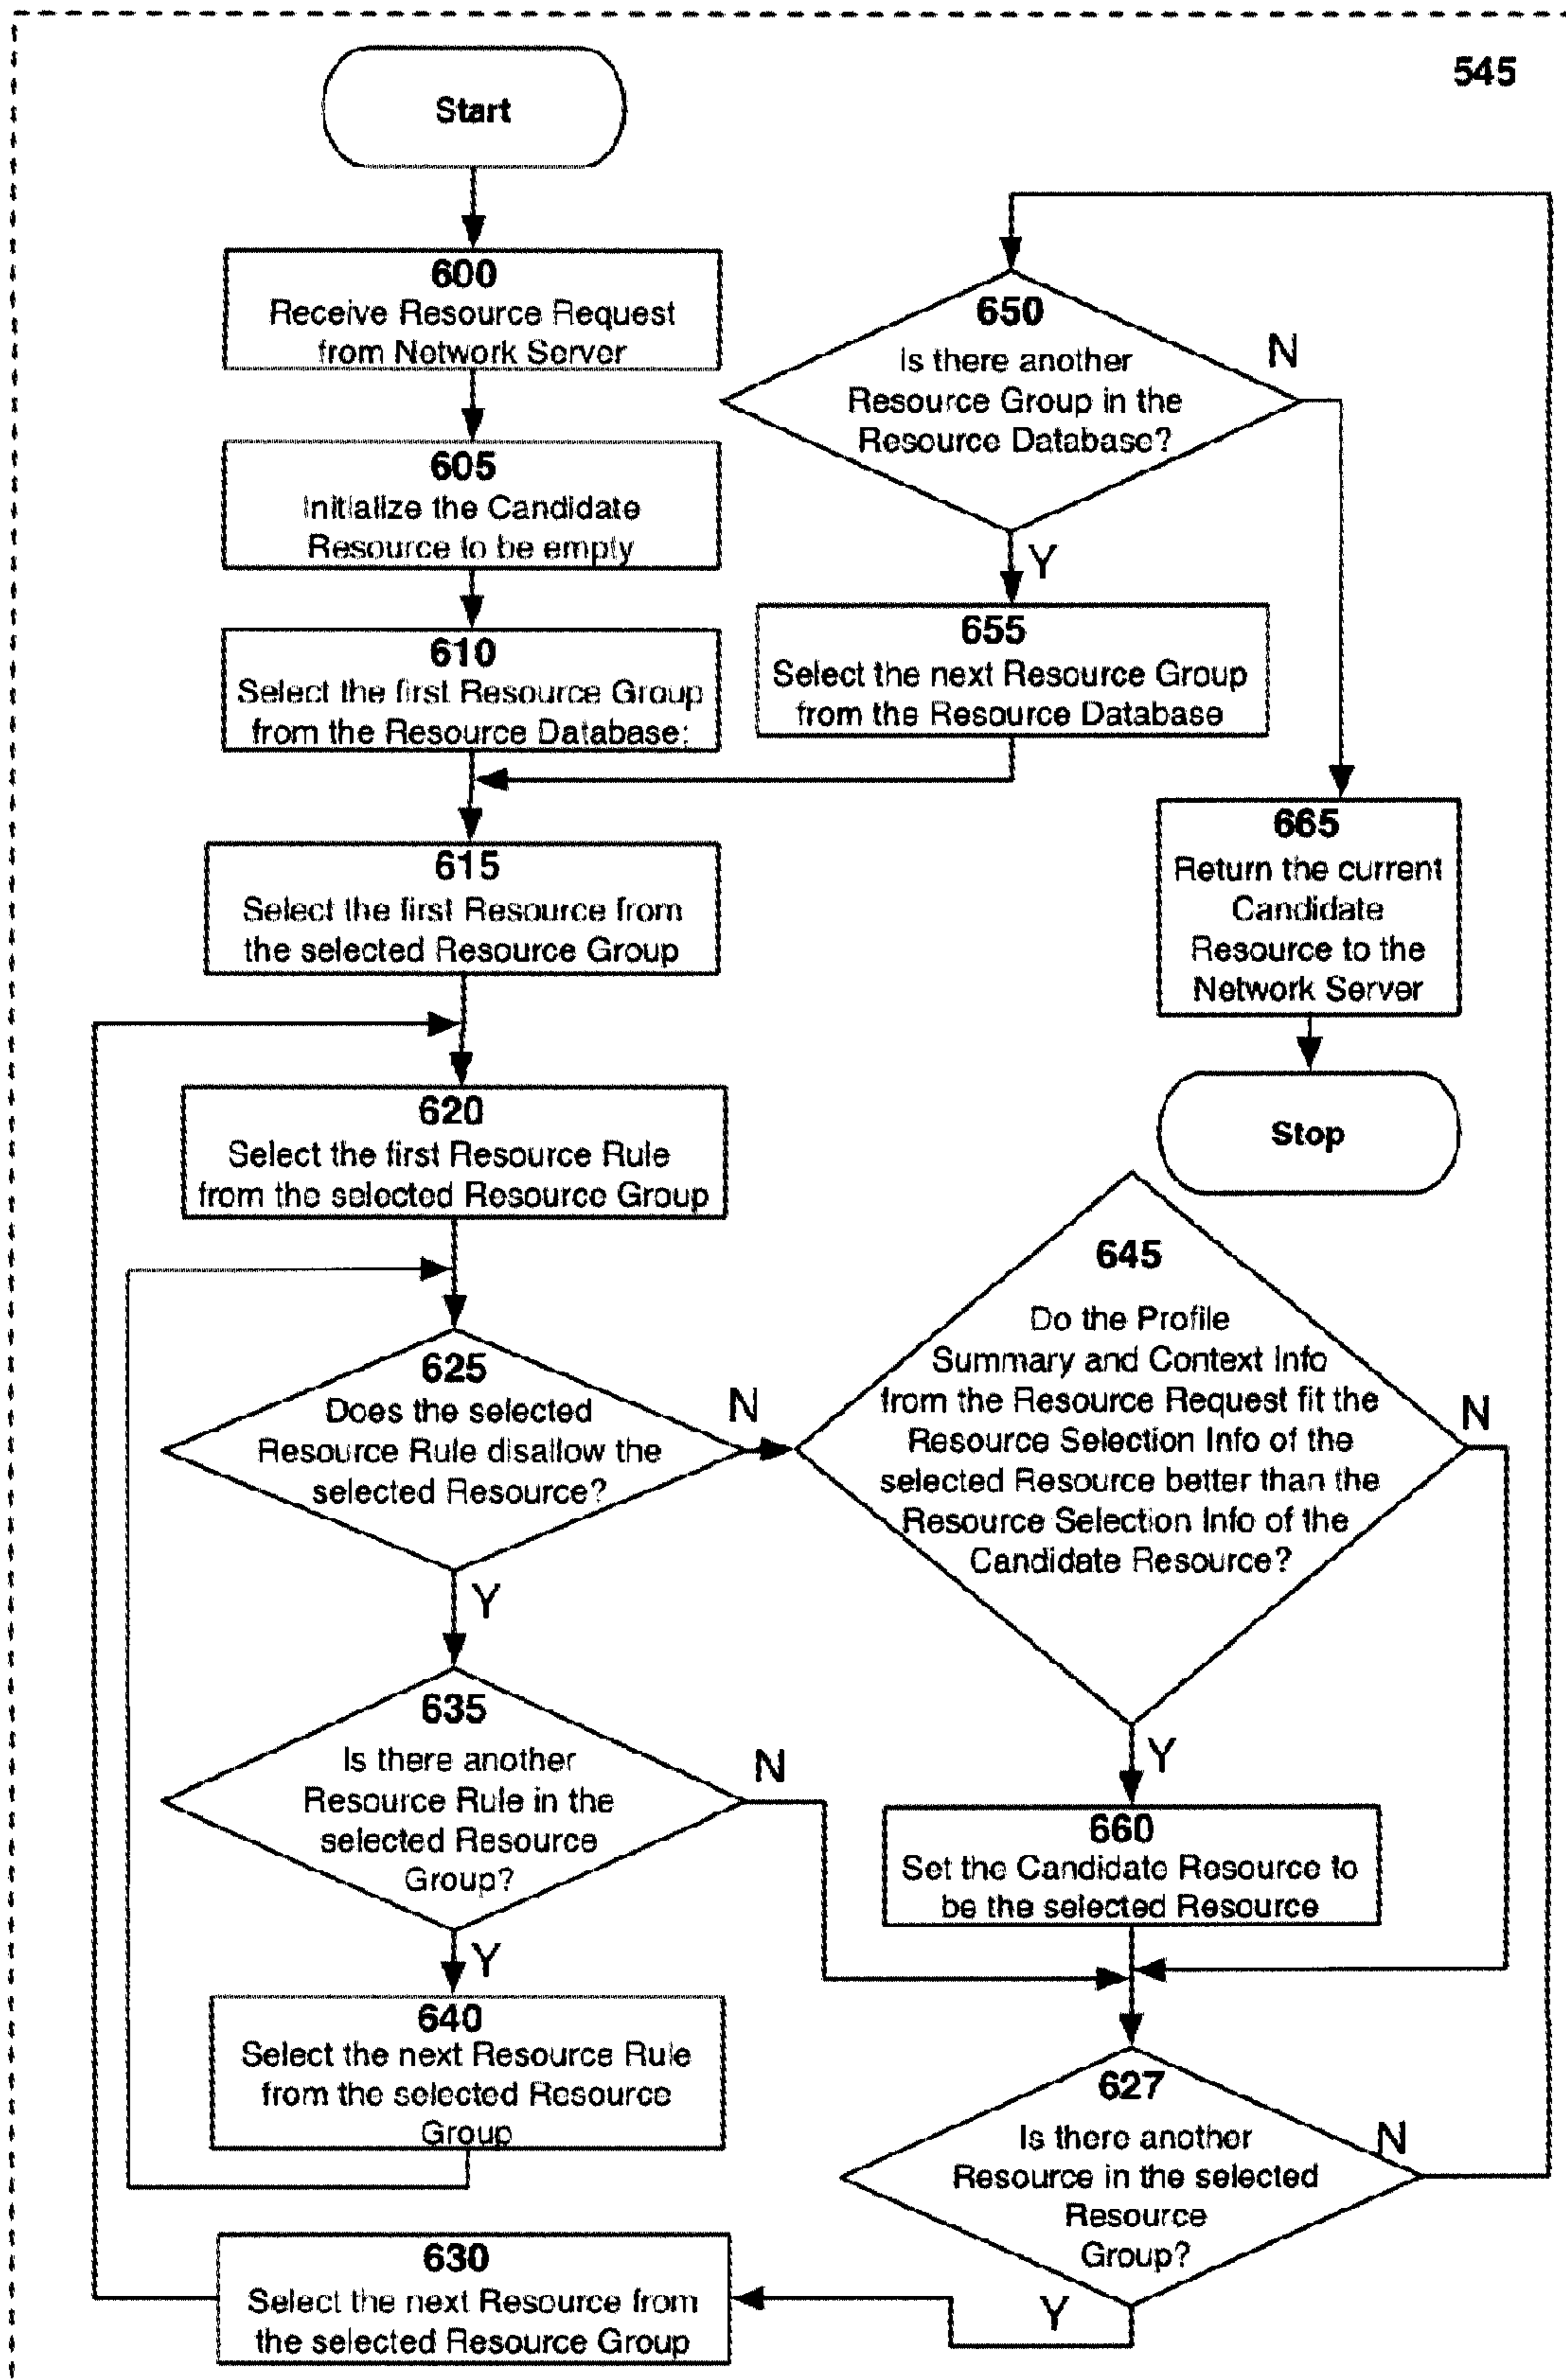 545
Start
600
Receive Resource Request
from Network Server
605
Initialize the Candidate
Resource to be empty
610
Select the first Resource Group
from the Resource Database:
615
Select the first Resource from
the selected Resource Group
620
Select the first Resource Rule
from the selected Resource Group
625
Does the selected
Resource Rule disallow the
selected Resource?
N
Y
635
Is there another
Resource Rule in the
selected Resource
Group?
N
Y
640
Select the next Resource Rule
from the selected Resource
Group
630
Select the next Resource from
the selected Resource Group
650
Is there another
Resource Group in the
Resource Database?
N
Y
655
Select the next Resource Group
from the Resource Database
665
Return the current
Candidate
Resource to the
Network Server
Stop
645
Do the Profile
Summary and Context Info
from the Resource Request fit the
Resource Selection Info of the
selected Resource better than the
Resource Selection Info of the
Candidate Resource?
N
Y
660
Set the Candidate Resource to
be the selected Resource
627
Is there another
Resource in the selected
Resource
Group?
N
Y